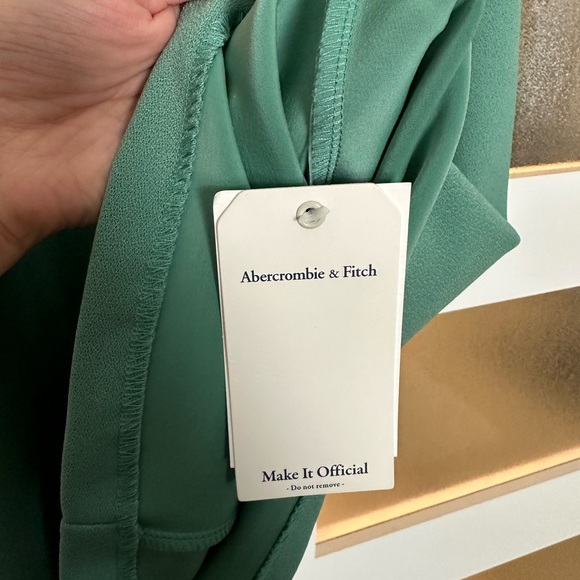 Abercrombie & Fitch
Make It Official
- Do not remove -